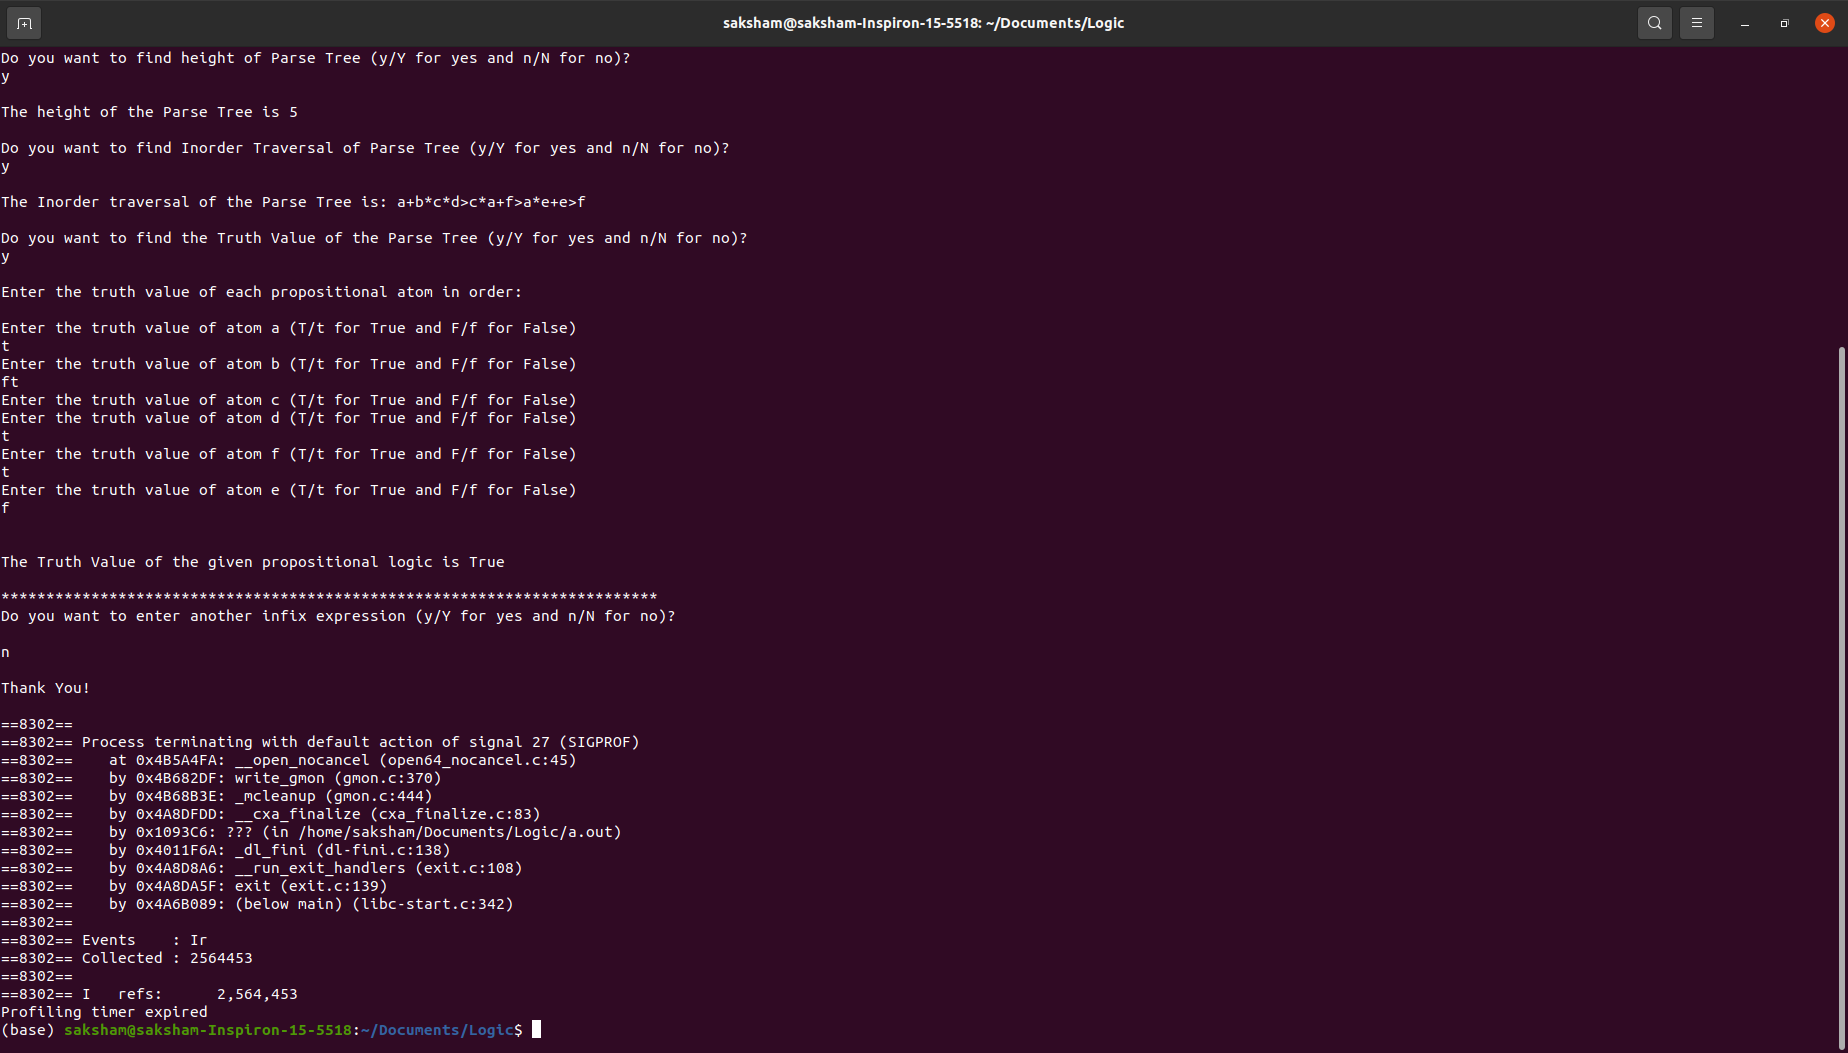 saksham@saksham-Inspiron-15-5518: ~/Documents/Logic
Do you want to find height of Parse Tree (y/Y for yes and n/N for no)?
y
The height of the Parse Tree is 5
Do you want to find Inorder Traversal of Parse Tree (y/Y for yes and n/N for no)?
y
The Inorder traversal of the Parse Tree is: a+b*c*d>c*a+f>a*e+e>f
Do you want to find the Truth Value of the Parse Tree (y/Y for yes and n/N for no)?
y
Enter the truth value of each propositional atom in order:
Enter the truth value of atom a (T/t for True and F/f for False)
t
Enter the truth value of atom b (T/t for True and F/f for False)
ft
Enter the truth value of atom c (T/t for True and F/f for False)
Enter the truth value of atom d (T/t for True and F/f for False)
t
Enter the truth value of atom f (T/t for True and F/f for False)
t
Enter the truth value of atom e (T/t for True and F/f for False)
f
The Truth Value of the given propositional logic is True
*************************************************************************
Do you want to enter another infix expression (y/Y for yes and n/N for no)?
n
Thank You!
==8302==
==8302== Process terminating with default action of signal 27 (SIGPROF)
==8302==    at 0x4B5A4FA: __open_nocancel (open64_nocancel.c:45)
==8302==    by 0x4B682DF: write_gmon (gmon.c:370)
==8302==    by 0x4B68B3E: _mcleanup (gmon.c:444)
==8302==    by 0x4A8DFDD: __cxa_finalize (cxa_finalize.c:83)
==8302==    by 0x1093C6: ??? (in /home/saksham/Documents/Logic/a.out)
==8302==    by 0x4011F6A: _dl_fini (dl-fini.c:138)
==8302==    by 0x4A8D8A6: __run_exit_handlers (exit.c:108)
==8302==    by 0x4A8DA5F: exit (exit.c:139)
==8302==    by 0x4A6B089: (below main) (libc-start.c:342)
==8302==
==8302== Events    : Ir
==8302== Collected : 2564453
==8302==
==8302== I   refs:      2,564,453
Profiling timer expired
(base) saksham@saksham-Inspiron-15-5518:~/Documents/Logic$